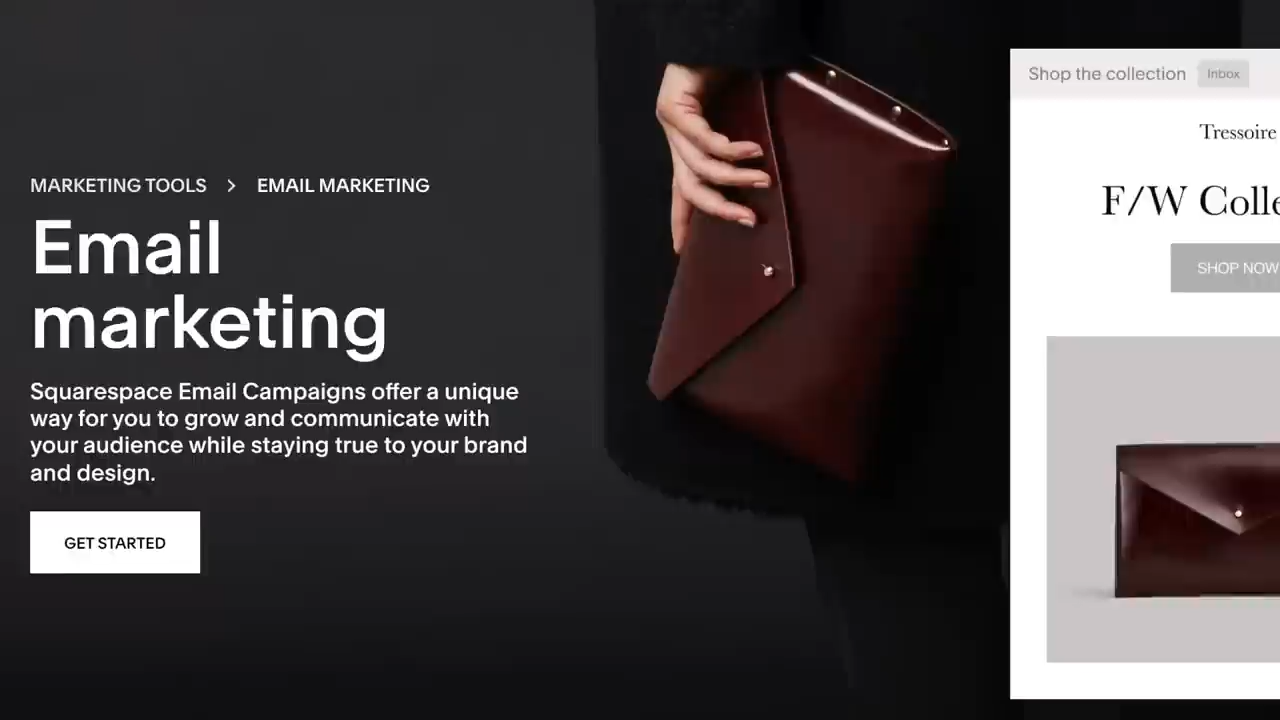 MARKETING TOOLS > EMAIL MARKETING
Email
marketing
Squarespace Email Campaigns offer a unique
way for you to grow and communicate with
your audience while staying true to your brand
and design.
GET STARTED
Shop the collection Inbox
Tressoire
F/W Colle
SHOP NOW